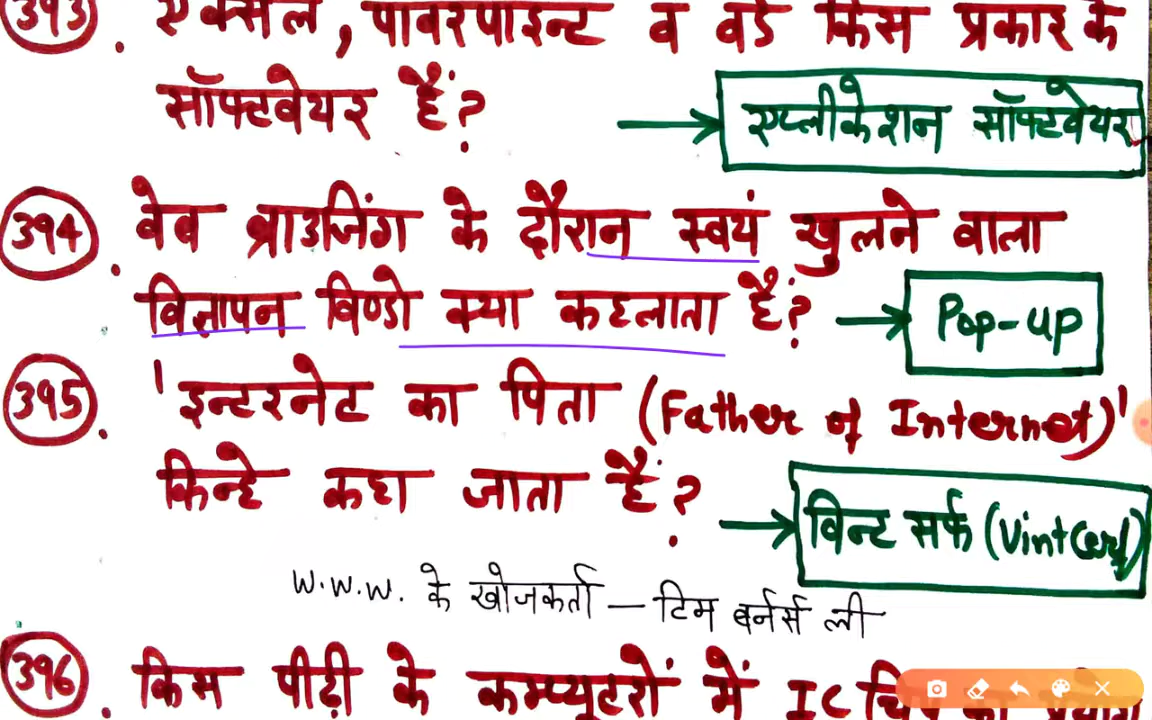 393. एक्सेल, पावरपाइन्ट व वर्ड किस प्रकार के
सॉफ्टवेयर हैं? → एप्लीकेशन सॉफ्टवेयर
394. वेब ब्राउजिंग के दौरान स्वयं खुलने वाला
विज्ञापन विण्डो क्या कहलाता है? → Pop-up
395. 'इन्टरनेट का पिता (Father of Internet)'
किन्हे कहा जाता है? → विन्ट सर्फ (Vint Cerf)
W.W.W. के खोजकर्ता — टिम बर्नर्स ली
396. किस पीढ़ी के कम्प्यूटरों में IC चिप का प्रयोग